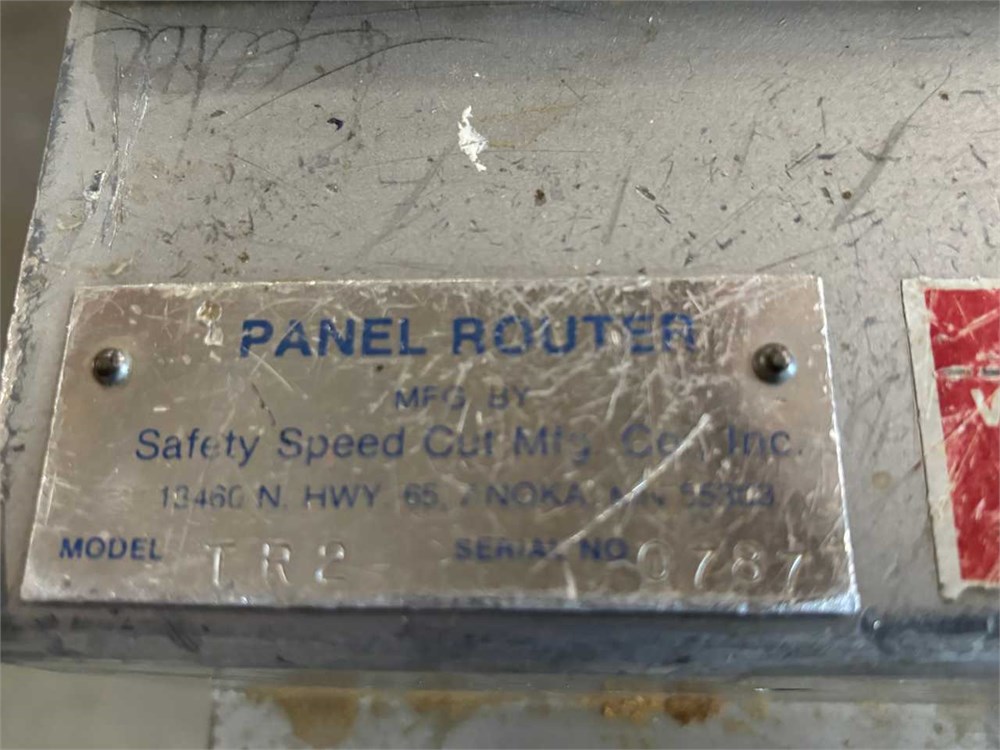 PANEL ROUTER
MFG. BY
Safety Speed Cut Mfg. Co., Inc.
13460 N. HWY. 65, ANOKA, MN 55303
MODEL TR2 SERIAL NO. 0787